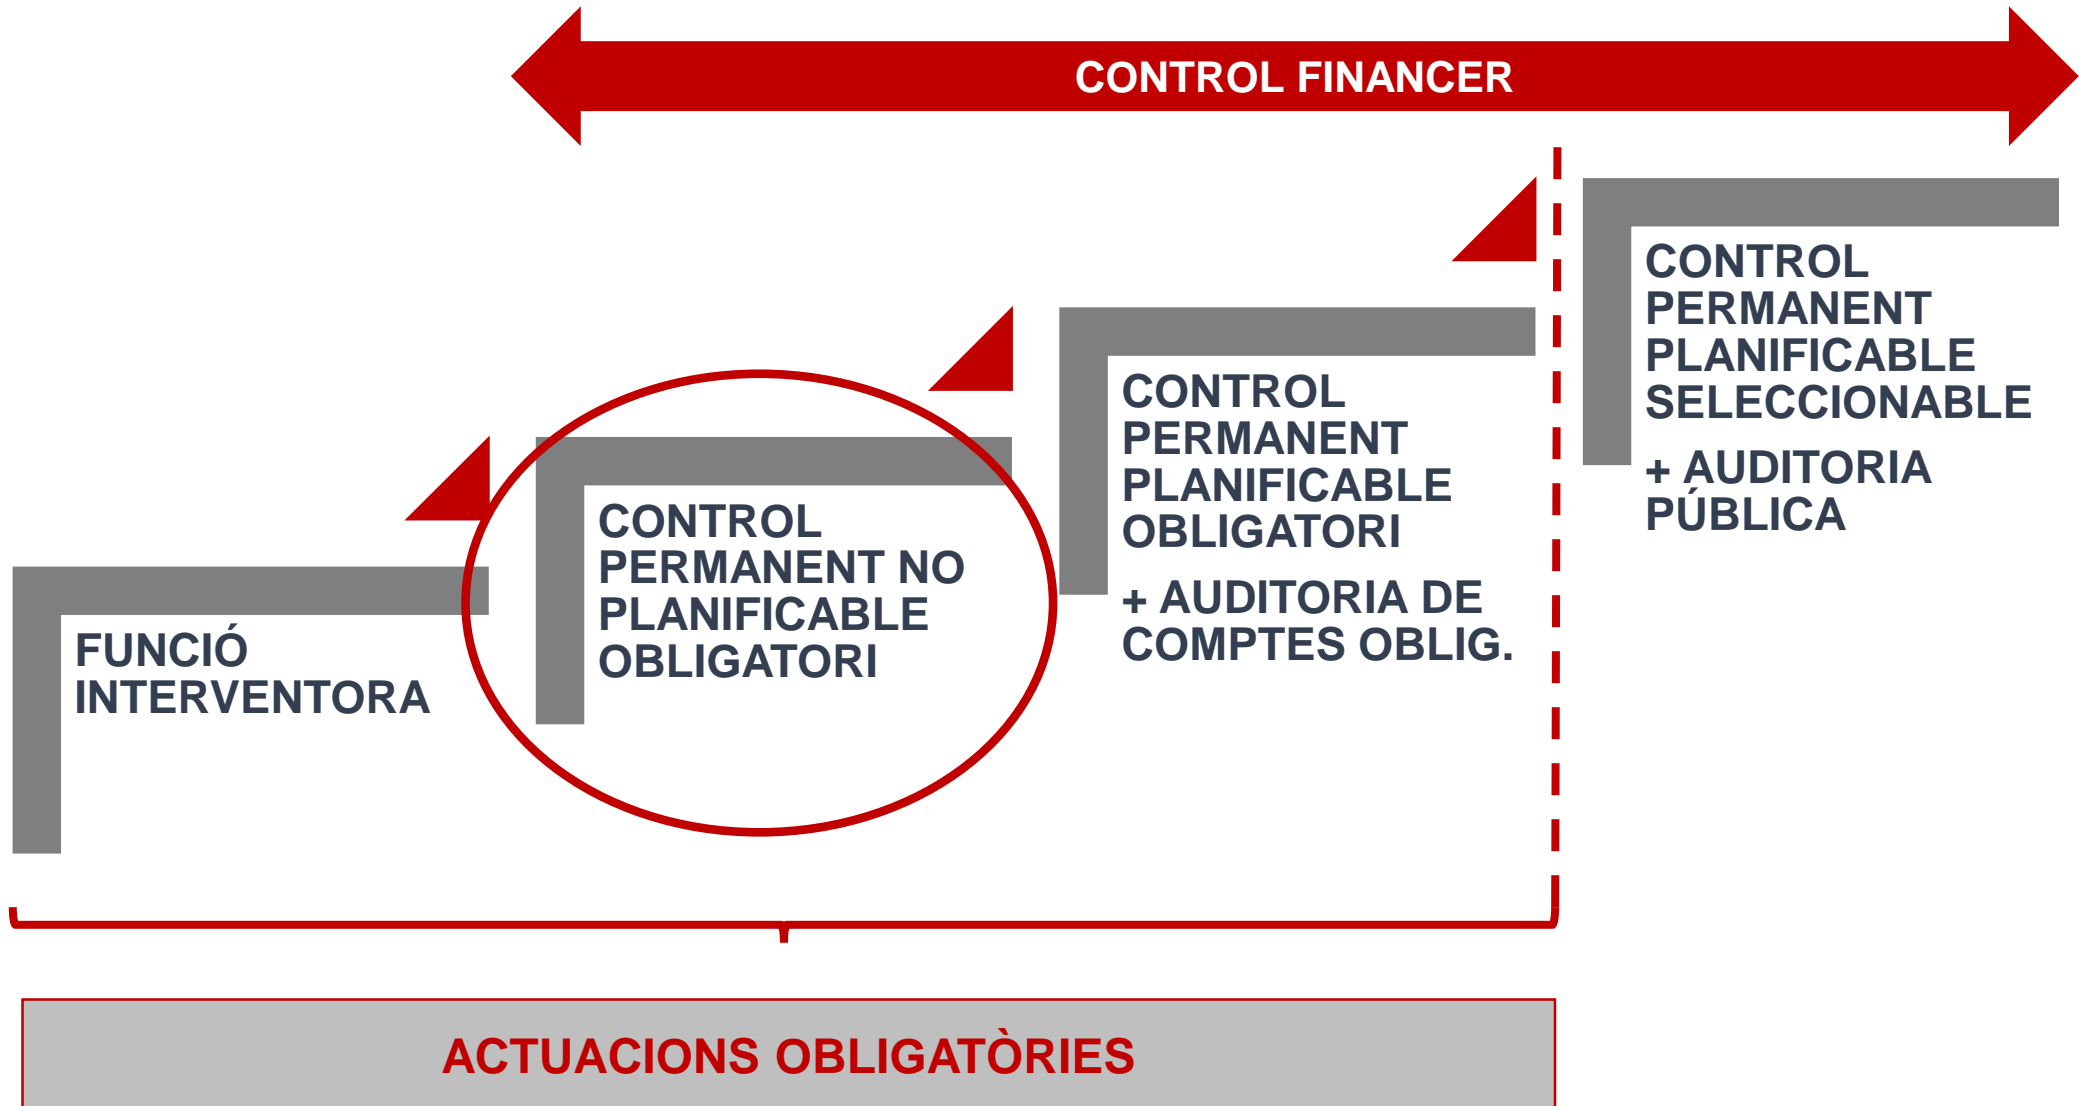 CONTROL FINANCER
FUNCIÓ
INTERVENTORA
CONTROL
PERMANENT NO
PLANIFICABLE
OBLIGATORI
CONTROL
PERMANENT
PLANIFICABLE
OBLIGATORI
+ AUDITORIA DE
COMPTES OBLIG.
CONTROL
PERMANENT
PLANIFICABLE
SELECCIONABLE
+ AUDITORIA
PÚBLICA
ACTUACIONS OBLIGATÒRIES